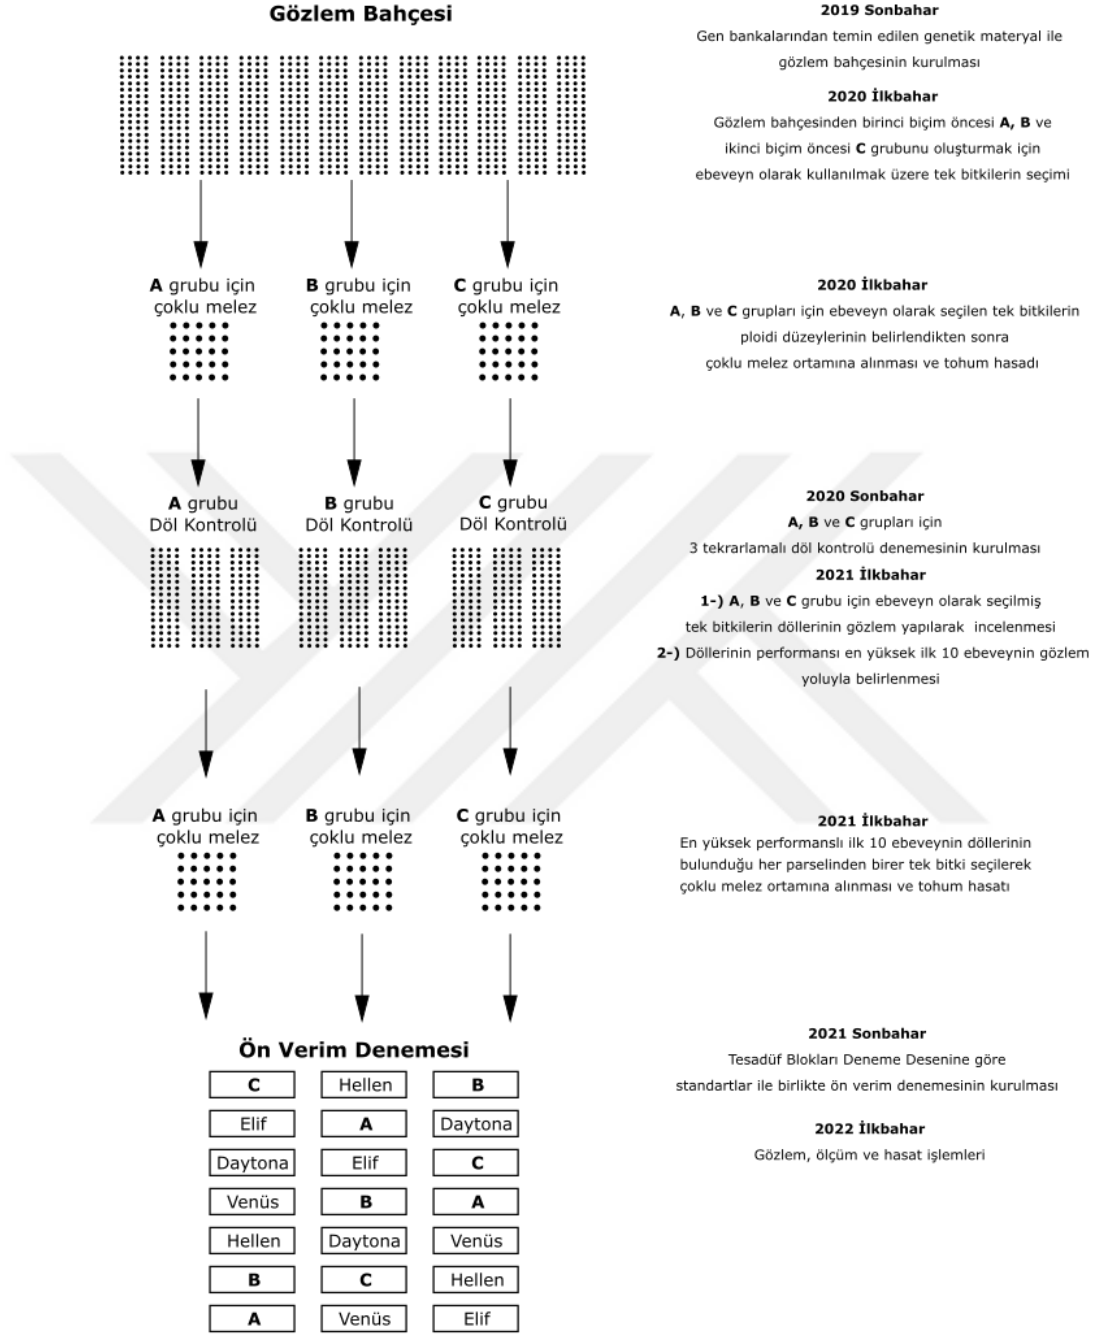 Gözlem Bahçesi
2019 Sonbahar
Gen bankalarından temin edilen genetik materyal ile
gözlem bahçesinin kurulması
2020 İlkbahar
Gözlem bahçesinden birinci biçim öncesi A, B ve
ikinci biçim öncesi C grubunu oluşturmak için
ebeveyn olarak kullanılmak üzere tek bitkilerin seçimi
A grubu için
çoklu melez
B grubu için
çoklu melez
C grubu için
çoklu melez
2020 İlkbahar
A, B ve C grupları için ebeveyn olarak seçilen tek bitkilerin
ploidi düzeylerinin belirlendikten sonra
çoklu melez ortamına alınması ve tohum hasadı
A grubu
Döl Kontrolü
B grubu
Döl Kontrolü
C grubu
Döl Kontrolü
2020 Sonbahar
A, B ve C grupları için
3 tekrarlamalı döl kontrolü denemesinin kurulması
2021 İlkbahar
1-) A, B ve C grubu için ebeveyn olarak seçilmiş
tek bitkilerin döllerinin gözlem yapılarak incelenmesi
2-) Döllerinin performansı en yüksek ilk 10 ebeveynin gözlem
yoluyla belirlenmesi
A grubu için
çoklu melez
B grubu için
çoklu melez
C grubu için
çoklu melez
2021 İlkbahar
En yüksek performanslı ilk 10 ebeveynin döllerinin
bulunduğu her parselinden birer tek bitki seçilerek
çoklu melez ortamına alınması ve tohum hasatı
Ön Verim Denemesi
2021 Sonbahar
Tesadüf Blokları Deneme Desenine göre
standartlar ile birlikte ön verim denemesinin kurulması
2022 İlkbahar
Gözlem, ölçüm ve hasat işlemleri
C Hellen B
Elif A Daytona
Daytona Elif C
Venüs B A
Hellen Daytona Venüs
B C Hellen
A Venüs Elif